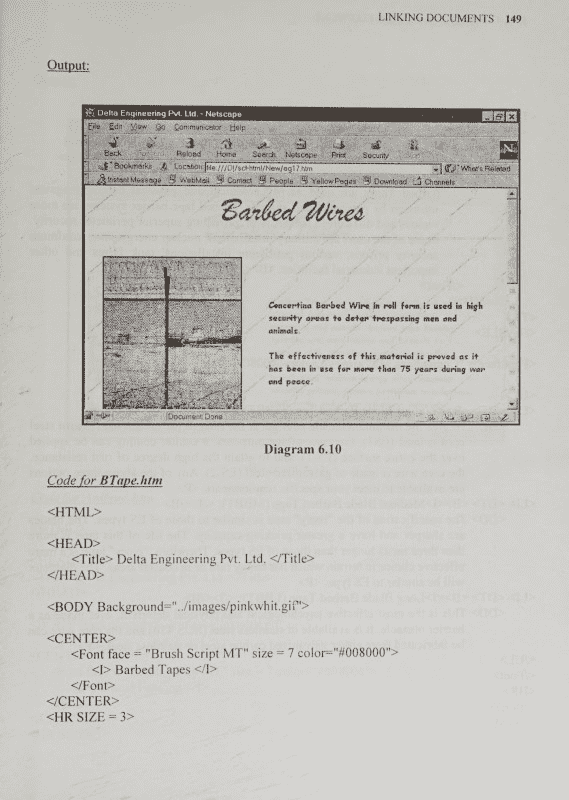 LINKING DOCUMENTS 149
Output:
Delta Engineering Pvt. Ltd. - Netscape
File Edit View Go Communicator Help
Back Reload Home Search Netscape Print Security
Bookmarks Location: What's Related
Instant Message WebMail Contact People Yellow Pages Download Channels
Barbed Wires
Concertina Barbed Wire in roll form is used in high
security areas to deter trespassing men and
animals.
The effectiveness of this material is proved as it
has been in use for more than 75 years during war
and peace.
Document Done
Diagram 6.10
Code for BTape.htm
<HTML>
<HEAD>
<Title> Delta Engineering Pvt. Ltd. </Title>
</HEAD>
<BODY Background="../images/pinkwhit.gif">
<CENTER>
<Font face = "Brush Script MT" size = 7 color="#008000">
<I> Barbed Tapes </I>
</Font>
</CENTER>
<HR SIZE = 3>